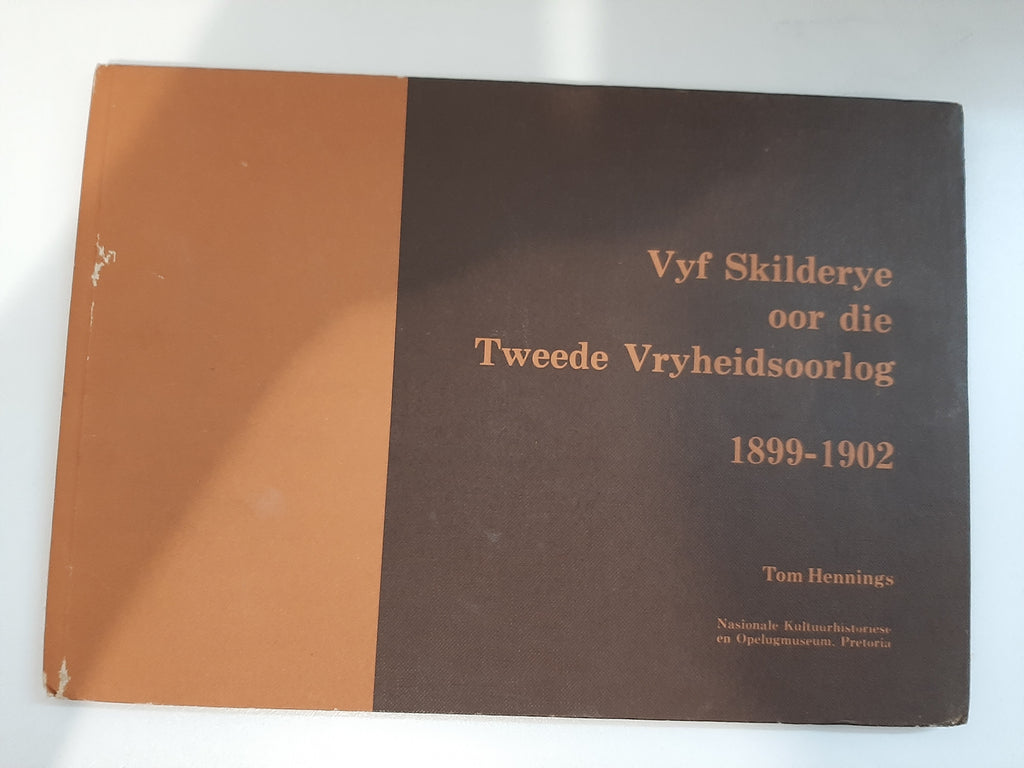 Vyf Skilderye
oor die
Tweede Vryheidsoorlog
1899-1902
Tom Hennings
Nasionale Kultuurhistoriese
en Opelugmuseum, Pretoria